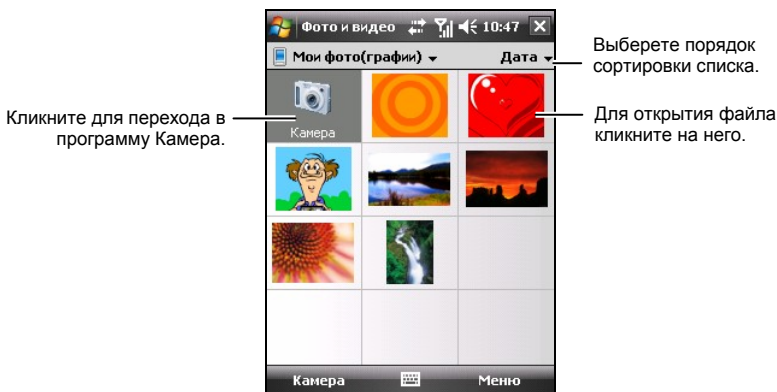 Фото и видео 10:47
Мои фото(графии) Дата
Выберете порядок
сортировки списка.
Кликните для перехода в
программу Камера.
Камера
Для открытия файла
кликните на него.
Камера Меню